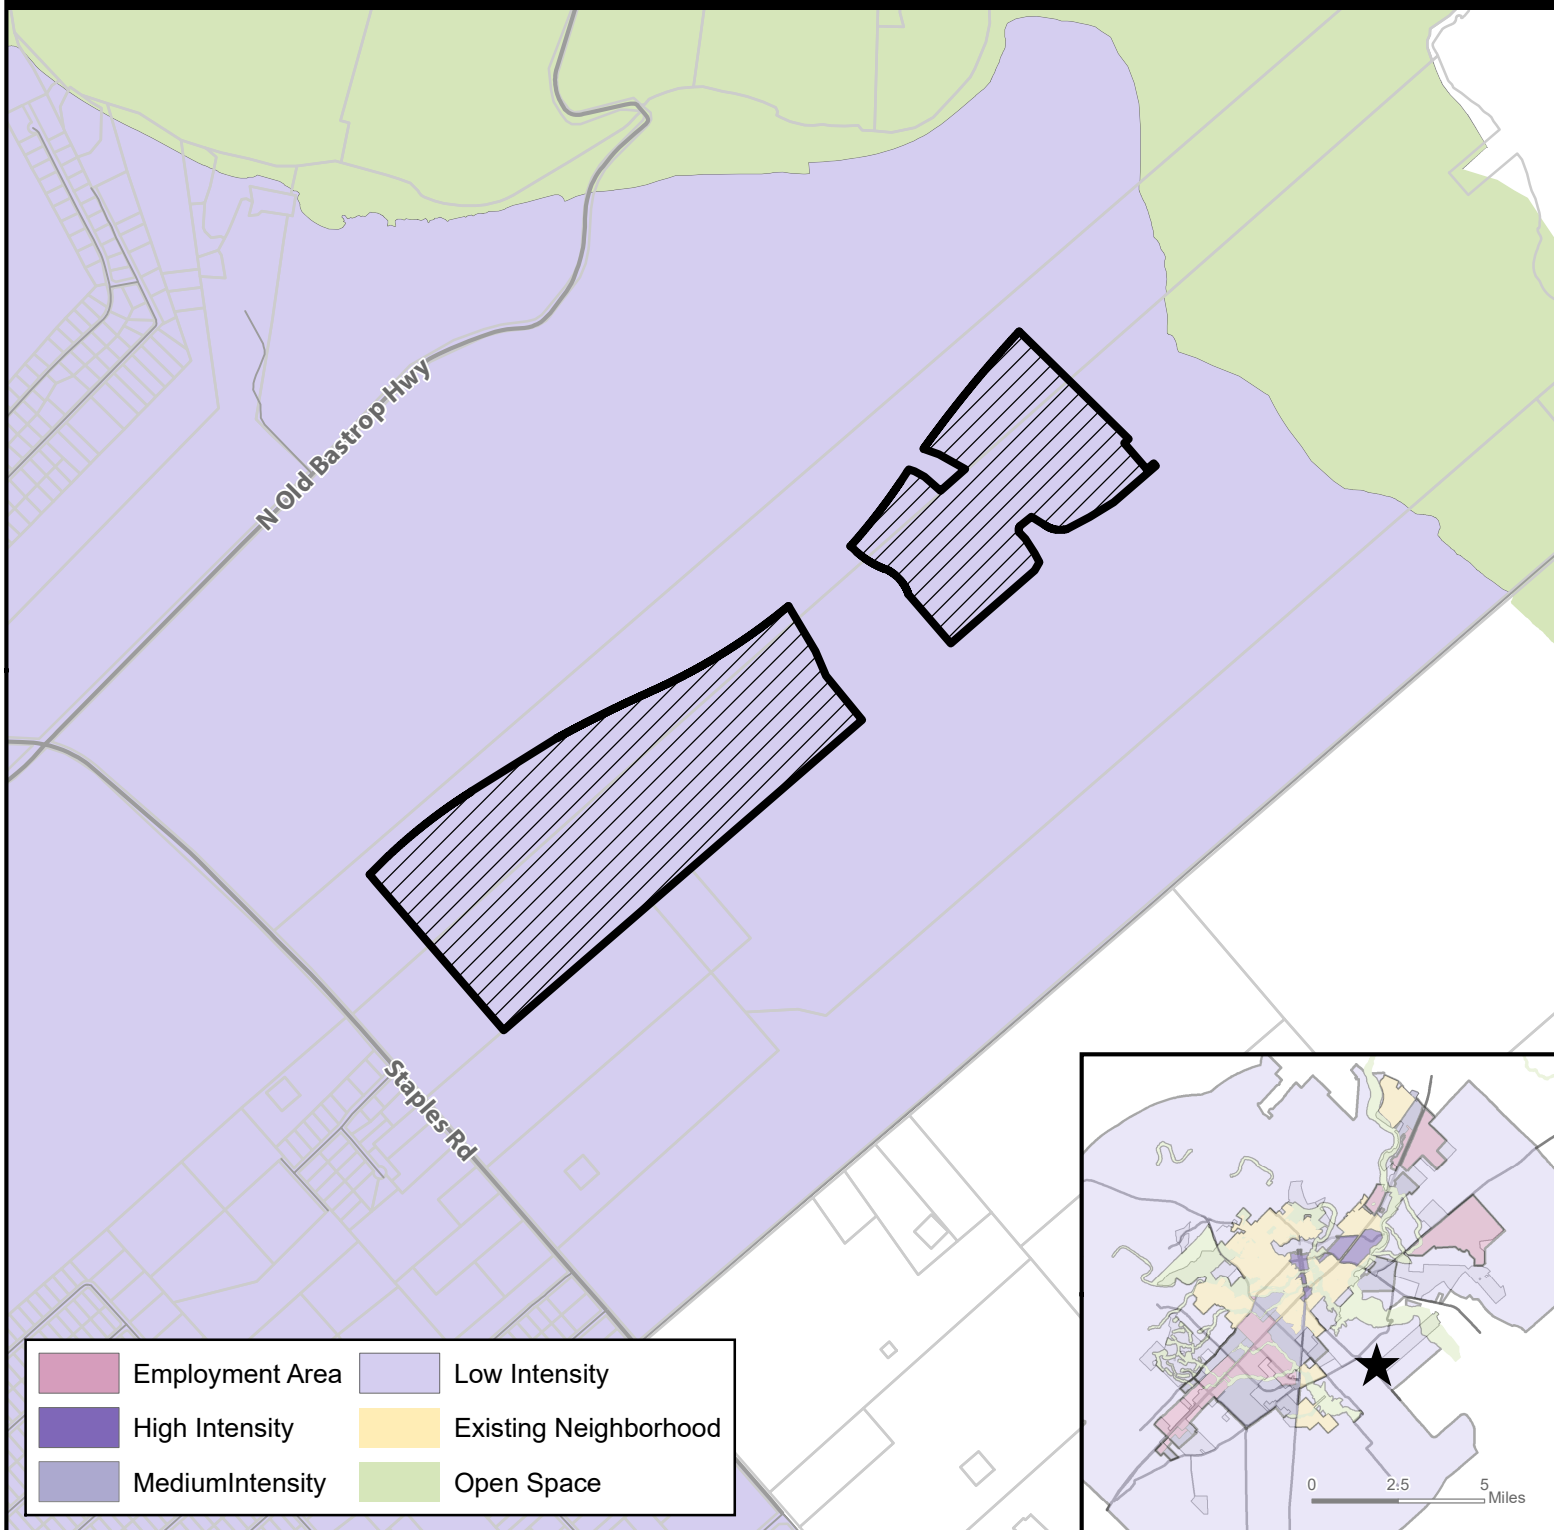 N Old Bastrop Hwy
Staples Rd
Employment Area
Low Intensity
High Intensity
Existing Neighborhood
MediumIntensity
Open Space
0 2.5 5
Miles